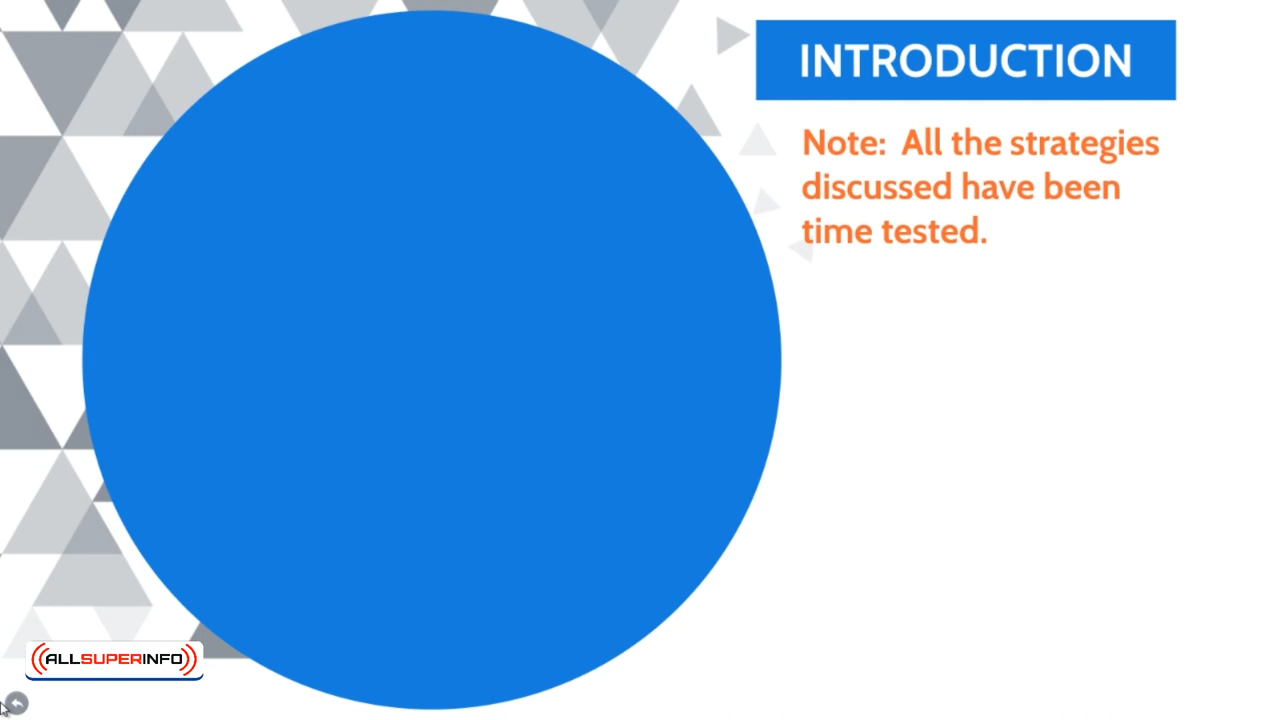 INTRODUCTION
Note: All the strategies
discussed have been
time tested.
ALLSUPERINFO